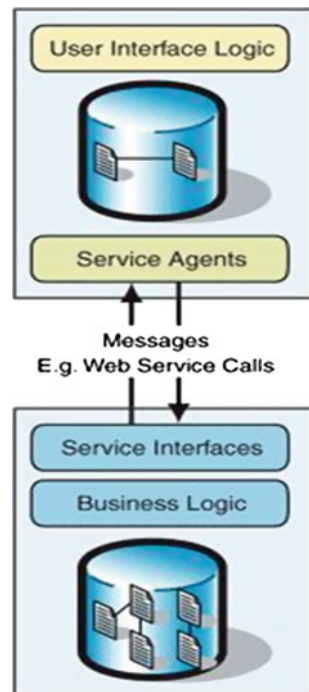 User Interface Logic
Service Agents
Messages
E.g. Web Service Calls
Service Interfaces
Business Logic